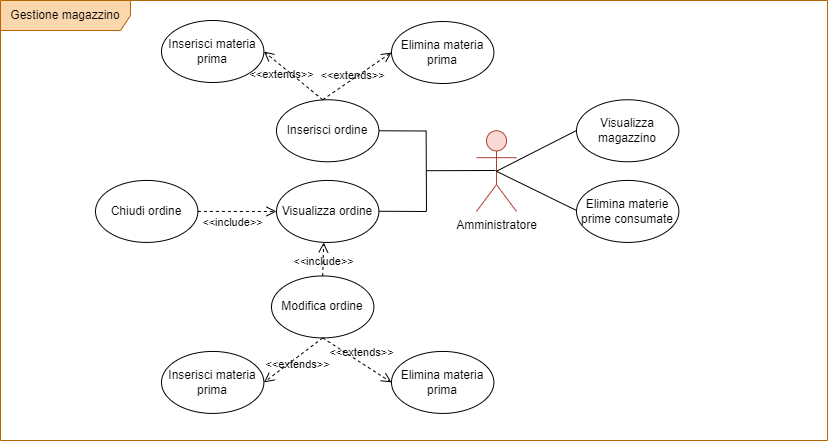 Gestione magazzino
Inserisci materia
prima
Elimina materia
prima
<<extends>>
<<extends>>
Inserisci ordine
Visualizza
magazzino
Chiudi ordine
<<include>>
Visualizza ordine
Amministratore
Elimina materie
prime consumate
<<include>>
Modifica ordine
<<extends>>
<<extends>>
Inserisci materia
prima
Elimina materia
prima